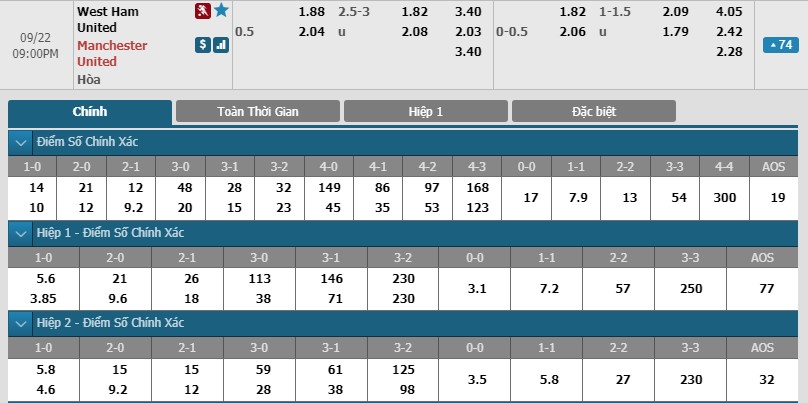 West Ham United 1.88 2.5-3 1.82 3.40 1.82 1-1.5 2.09 4.05
09/22 09:00PM 0.5 2.04 u 2.08 2.03 0-0.5 2.06 u 1.79 2.42
Manchester United $ 3.40 2.28 74
Hòa
Chính Toàn Thời Gian Hiệp 1 Đặc biệt
Điểm Số Chính Xác
1-0 2-0 2-1 3-0 3-1 3-2 4-0 4-1 4-2 4-3 0-0 1-1 2-2 3-3 4-4 AOS
14 21 12 48 28 32 149 86 97 168
17 7.9 13 54 300 19
10 12 9.2 20 15 23 45 35 53 123
Hiệp 1 - Điểm Số Chính Xác
1-0 2-0 2-1 3-0 3-1 3-2 0-0 1-1 2-2 3-3 AOS
5.6 21 26 113 146 230
3.1 7.2 57 250 77
3.85 9.6 18 38 71 230
Hiệp 2 - Điểm Số Chính Xác
1-0 2-0 2-1 3-0 3-1 3-2 0-0 1-1 2-2 3-3 AOS
5.8 15 15 59 61 125
3.5 5.8 27 230 32
4.6 9.2 12 28 38 98